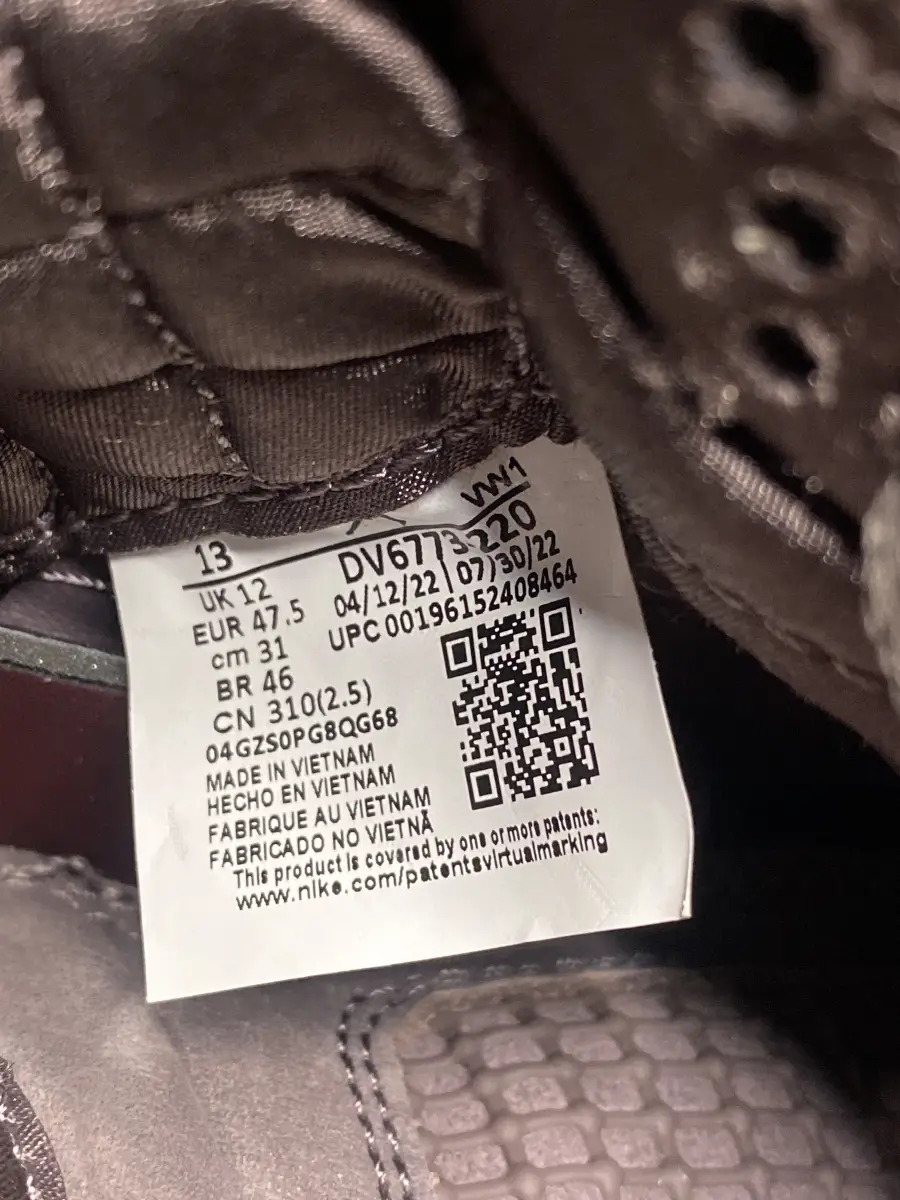 VW1
13
DV6773 220
UK 12
04/12/22 07/30/22
EUR 47.5
UPC 00196152408464
cm 31
BR 46
CN 310(2.5)
04GZS0PG8QG68
MADE IN VIETNAM
HECHO EN VIETNAM
FABRIQUE AU VIETNAM
FABRICADO NO VIETNÃ
This product is covered by one or more patents:
www.nike.com/patentsvirtualmarking